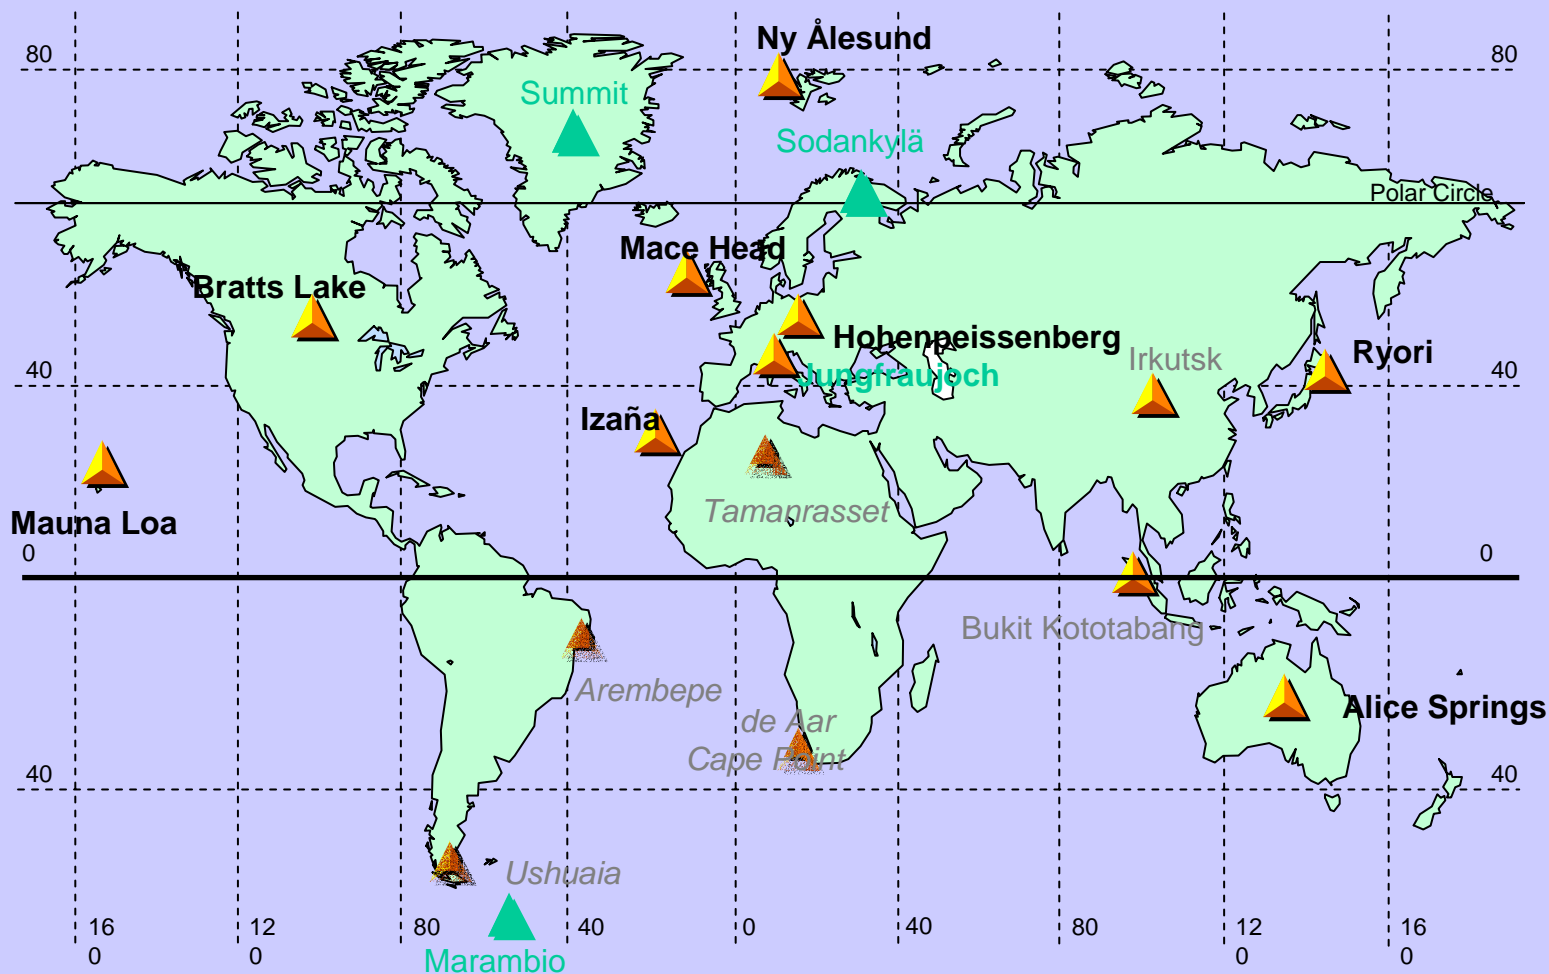 Ny Ålesund
80
80
Summit
Sodankylä
Polar Circle
Mace Head
Bratts Lake
Hohenpeissenberg
Ryori
Irkutsk
Jungfraujoch
40
40
Izaña
Tamanrasset
Mauna Loa
0
0
Bukit Kototabang
Arembepe
Alice Springs
de Aar
Cape Point
40
40
Ushuaia
16
0
12
0
80
40
0
40
80
12
0
16
0
Marambio